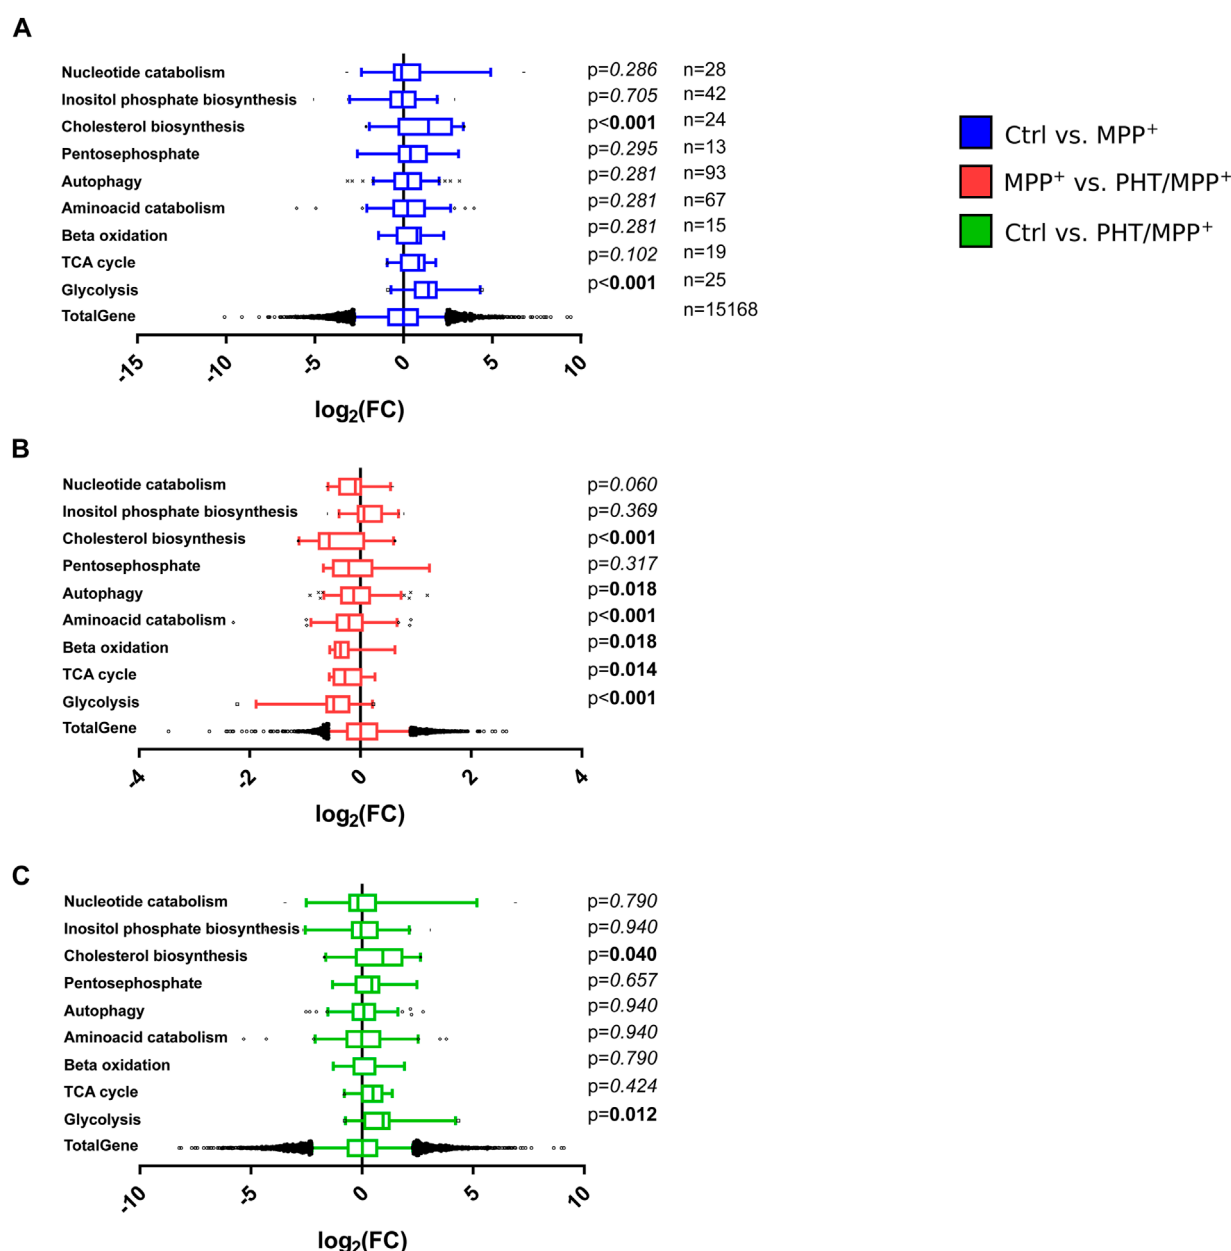 A
Nucleotide catabolism p=0.286 n=28
Inositol phosphate biosynthesis p=0.705 n=42
Cholesterol biosynthesis p<0.001 n=24
Pentosephosphate p=0.295 n=13
Autophagy p=0.281 n=93
Aminoacid catabolism p=0.281 n=67
Beta oxidation p=0.281 n=15
TCA cycle p=0.102 n=19
Glycolysis p<0.001 n=25
TotalGene n=15168
-15 -10 -5 0 5 10
log2(FC)
Ctrl vs. MPP+
MPP+ vs. PHT/MPP+
Ctrl vs. PHT/MPP+
B
Nucleotide catabolism p=0.060
Inositol phosphate biosynthesis p=0.369
Cholesterol biosynthesis p<0.001
Pentosephosphate p=0.317
Autophagy p=0.018
Aminoacid catabolism p<0.001
Beta oxidation p=0.018
TCA cycle p=0.014
Glycolysis p<0.001
TotalGene
-4 -2 0 2 4
log2(FC)
C
Nucleotide catabolism p=0.790
Inositol phosphate biosynthesis p=0.940
Cholesterol biosynthesis p=0.040
Pentosephosphate p=0.657
Autophagy p=0.940
Aminoacid catabolism p=0.940
Beta oxidation p=0.790
TCA cycle p=0.424
Glycolysis p=0.012
TotalGene
-10 -5 0 5 10
log2(FC)